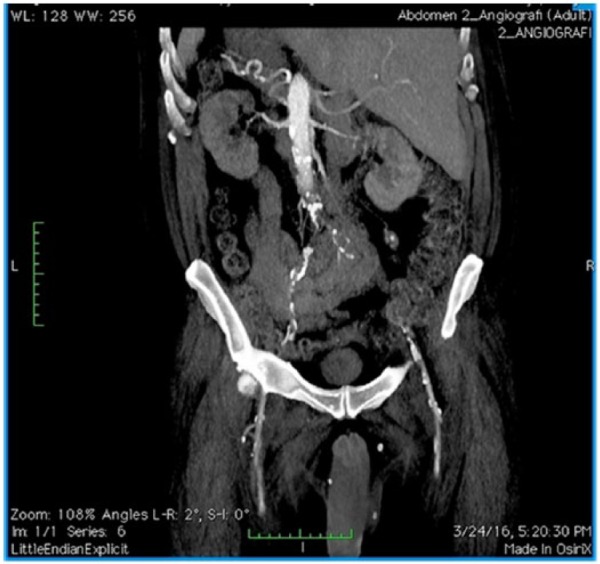 WL: 128 WW: 256
Abdomen 2_Angiografi (Adult)
2_ANGIOGRAFI
L
R
Zoom: 108% Angles L-R: 2°, S-I: 0°
Im: 1/1 Series: 6
LittleEndianExplicit
I
3/24/16, 5:20:30 PM
Made In OsiriX